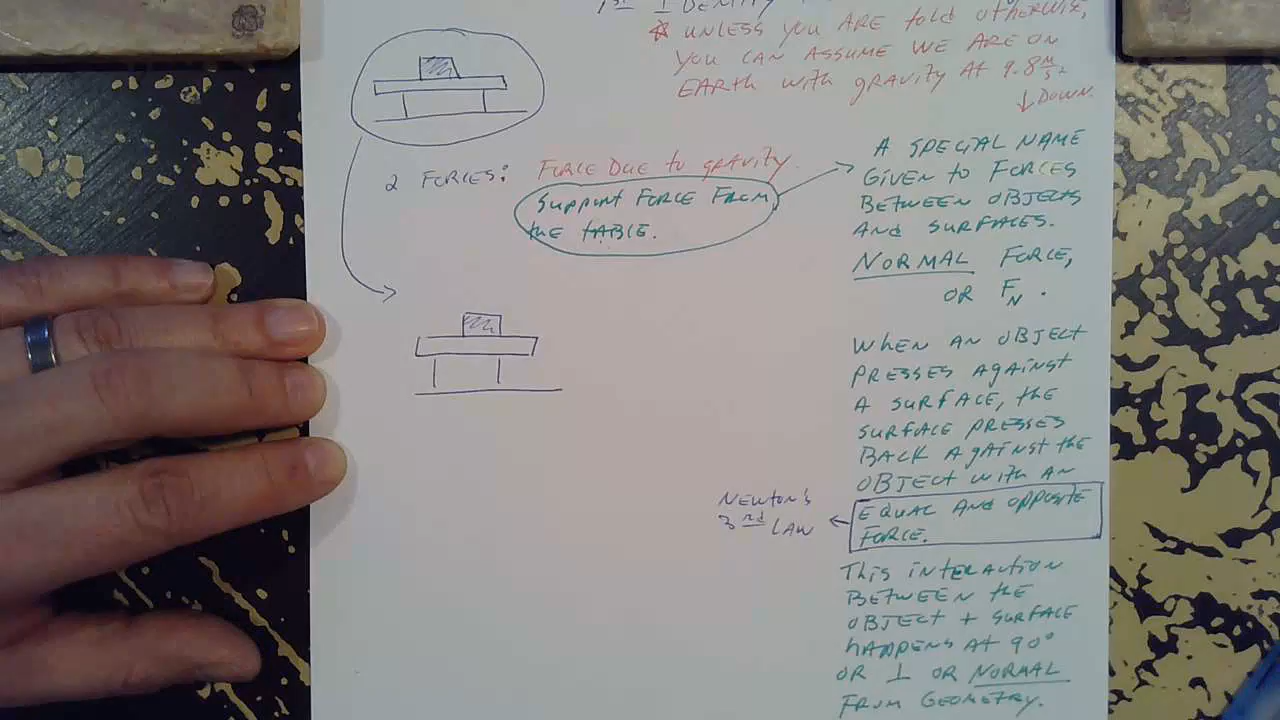 1st IDENTIFY
* UNLESS YOU ARE told OTHERWISE,
YOU CAN ASSUME WE ARE ON
EARTH WITH gRAVITY AT 9.8 m/s²
↓ DOWN.
2 FORCES: FORCE DUE to gRAVITY.
SUPPORT FORCE FROM
the tABLE.
A SPECIAL NAME
GIVEN to FORCES
BETWEEN OBJECTS
AND SURFACES.
NORMAL FORCE,
OR F_N.
WHEN AN OBJECT
PRESSES AGAINST
A SURFACE, the
SURFACE PRESSES
BACK AGAINST the
OBJECT WITH AN
EQUAL AND OPPOSITE
FORCE.
NEWTON'S
3rd LAW
THIS INTERACTION
BETWEEN the
OBJECT + SURFACE
HAPPENS AT 90°
OR ⊥ OR NORMAL
FROM GEOMETRY.